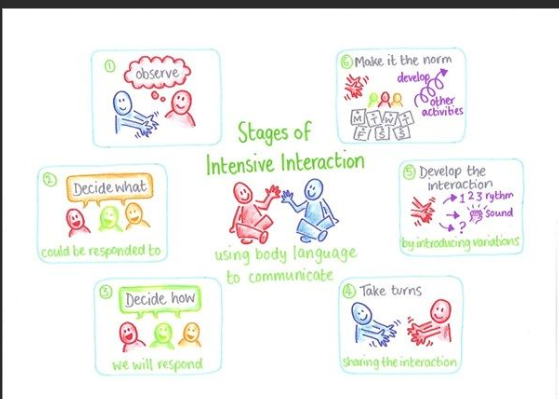 Stages of
Intensive Interaction
using body language
to communicate
1
observe
2
Decide what
could be responded to
3
Decide how
we will respond
4 Take turns
sharing the interaction
5 Develop the
interaction
1 2 3 rythm
sound
?
by introducing variations
6 Make it the norm
develop
other
activities
M T W T
F S S